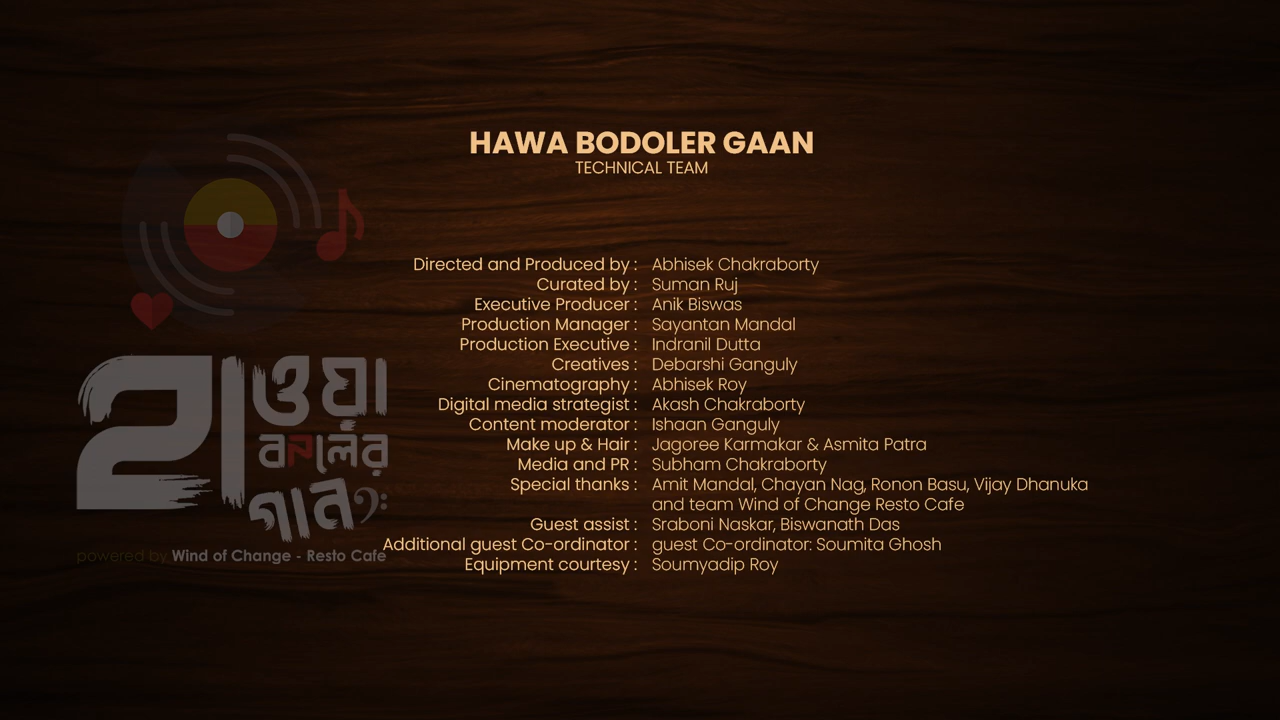 HAWA BODOLER GAAN
TECHNICAL TEAM
Directed and Produced by : Abhisek Chakraborty
Curated by : Suman Ruj
Executive Producer : Anik Biswas
Production Manager : Sayantan Mandal
Production Executive : Indranil Dutta
Creatives : Debarshi Ganguly
Cinematography : Abhisek Roy
Digital media strategist : Akash Chakraborty
Content moderator : Ishaan Ganguly
Make up & Hair : Jagoree Karmakar & Asmita Patra
Media and PR : Subham Chakraborty
Special thanks : Amit Mandal, Chayan Nag, Ronon Basu, Vijay Dhanuka
and team Wind of Change Resto Cafe
Guest assist : Sraboni Naskar, Biswanath Das
Additional guest Co-ordinator : guest Co-ordinator: Soumita Ghosh
Equipment courtesy : Soumyadip Roy
হাওয়া
বদলের
গান
powered by Wind of Change - Resto Cafe